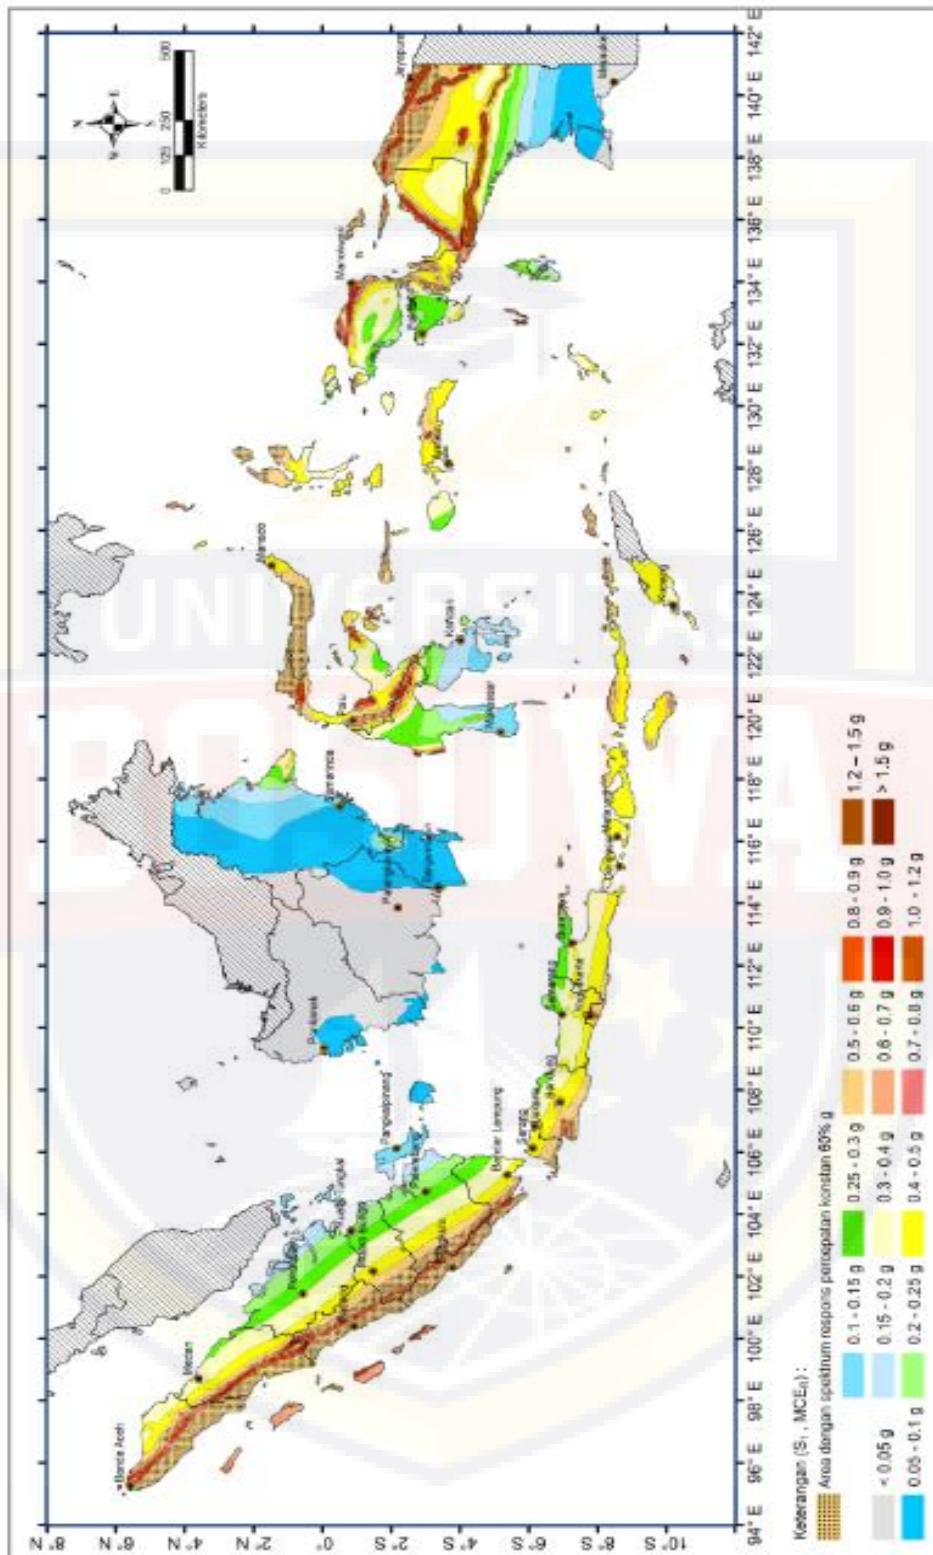 8° N
6° N
4° N
2° N
0°
2° S
4° S
6° S
8° S
10° S
94° E
96° E
98° E
100° E
102° E
104° E
106° E
108° E
110° E
112° E
114° E
116° E
118° E
120° E
122° E
124° E
126° E
128° E
130° E
132° E
134° E
136° E
138° E
140° E
142° E
N
E
S
W
0 125 250 500
Kilometers
Banda Aceh
Medan
Pangkalpinang
Bandar Lampung
Serang
Pontianak
Samarinda
Palu
Makassar
Kendari
Manado
Manokwari
Jayapura
UNIVERSITAS
BOSOWA
Keterangan (S₁ , MCEʀ) :
Area dengan spektrum respons percepatan konstan 60% g
< 0.05 g
0.05 - 0.1 g
0.1 - 0.15 g
0.15 - 0.2 g
0.2 - 0.25 g
0.25 - 0.3 g
0.3 - 0.4 g
0.4 - 0.5 g
0.5 - 0.6 g
0.6 - 0.7 g
0.7 - 0.8 g
0.8 - 0.9 g
0.9 - 1.0 g
1.0 - 1.2 g
1.2 – 1.5 g
> 1.5 g